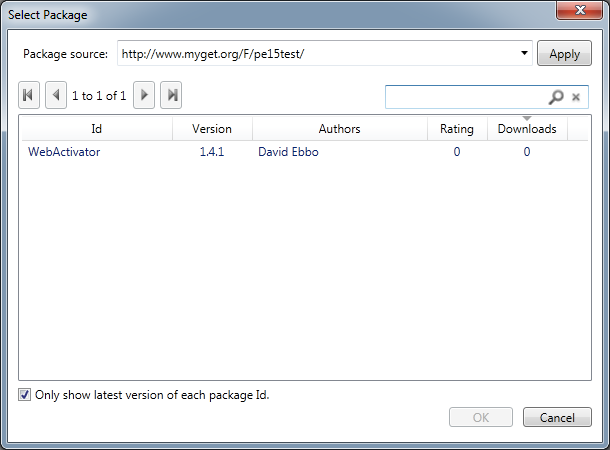 Select Package
Package source: http://www.myget.org/F/pe15test/ Apply
1 to 1 of 1
Id Version Authors Rating Downloads
WebActivator 1.4.1 David Ebbo 0 0
Only show latest version of each package Id.
OK Cancel